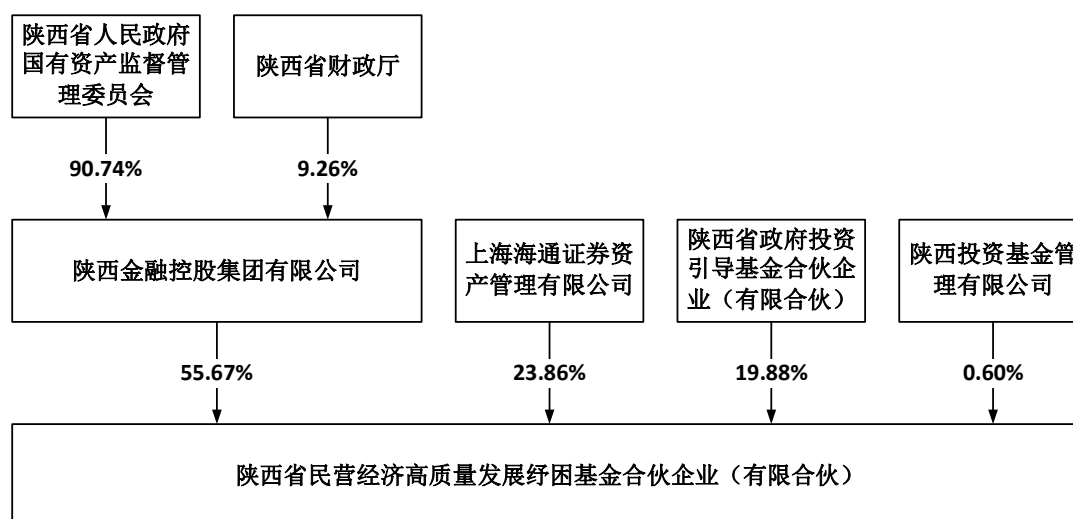 陕西省人民政府
国有资产监督管
理委员会
陕西省财政厅
90.74%
9.26%
陕西金融控股集团有限公司
上海海通证券资
产管理有限公司
陕西省政府投资
引导基金合伙企
业（有限合伙）
陕西投资基金管
理有限公司
55.67%
23.86%
19.88%
0.60%
陕西省民营经济高质量发展纾困基金合伙企业（有限合伙）